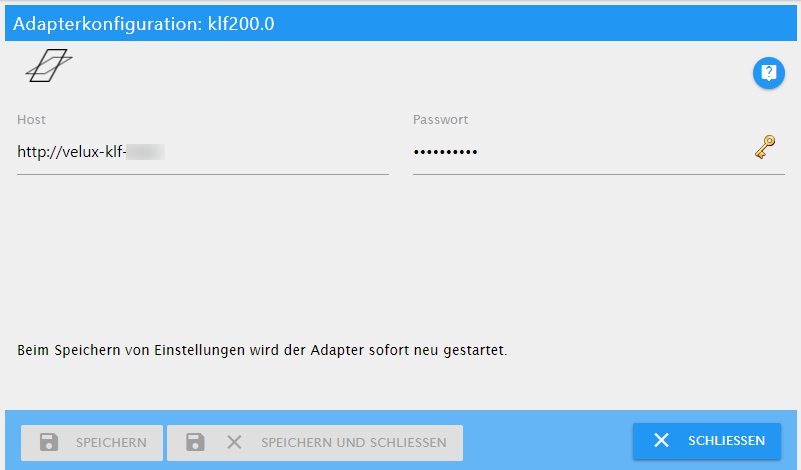 Adapterkonfiguration: klf200.0
Host
Passwort
http://velux-klf-
••••••••••
Beim Speichern von Einstellungen wird der Adapter sofort neu gestartet.
SPEICHERN
SPEICHERN UND SCHLIESSEN
SCHLIESSEN